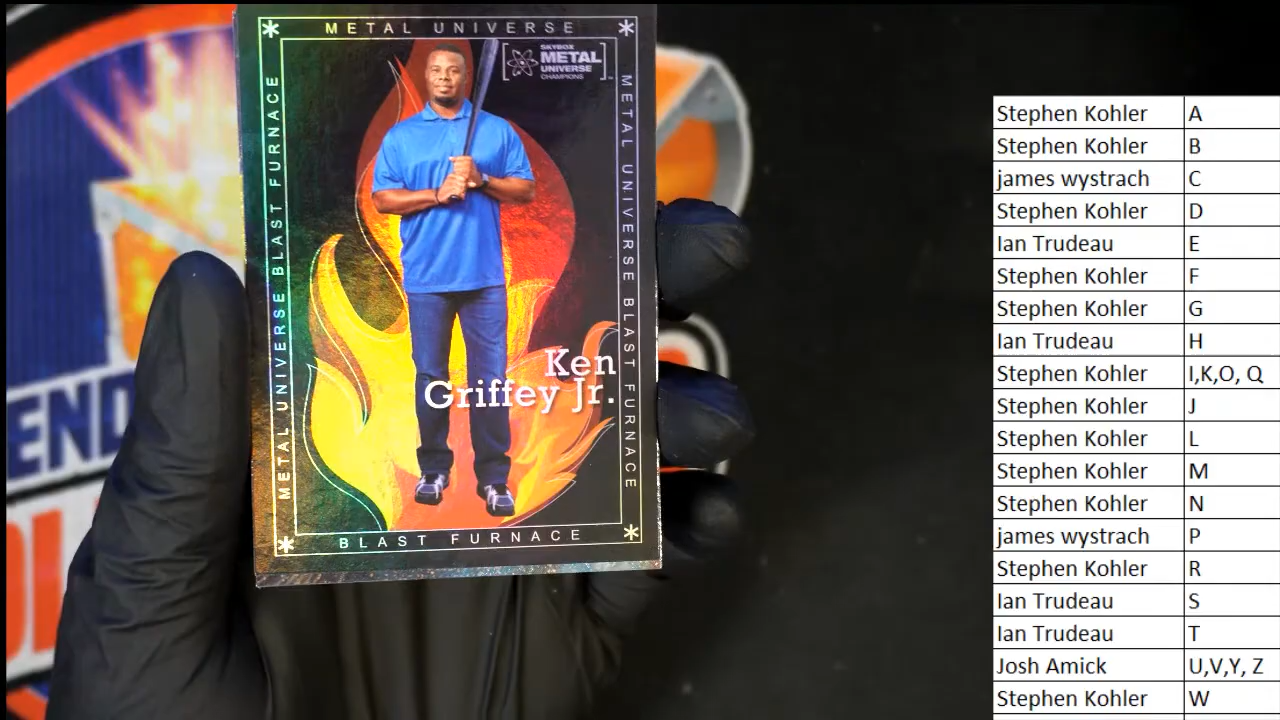 METAL UNIVERSE
SKYBOX
METAL
UNIVERSE
CHAMPIONS
METAL UNIVERSE BLAST FURNACE
METAL UNIVERSE BLAST FURNACE
Ken
Griffey Jr.
BLAST FURNACE
END
Stephen Kohler A
Stephen Kohler B
james wystrach C
Stephen Kohler D
Ian Trudeau E
Stephen Kohler F
Stephen Kohler G
Ian Trudeau H
Stephen Kohler I,K,O, Q
Stephen Kohler J
Stephen Kohler L
Stephen Kohler M
Stephen Kohler N
james wystrach P
Stephen Kohler R
Ian Trudeau S
Ian Trudeau T
Josh Amick U,V,Y, Z
Stephen Kohler W